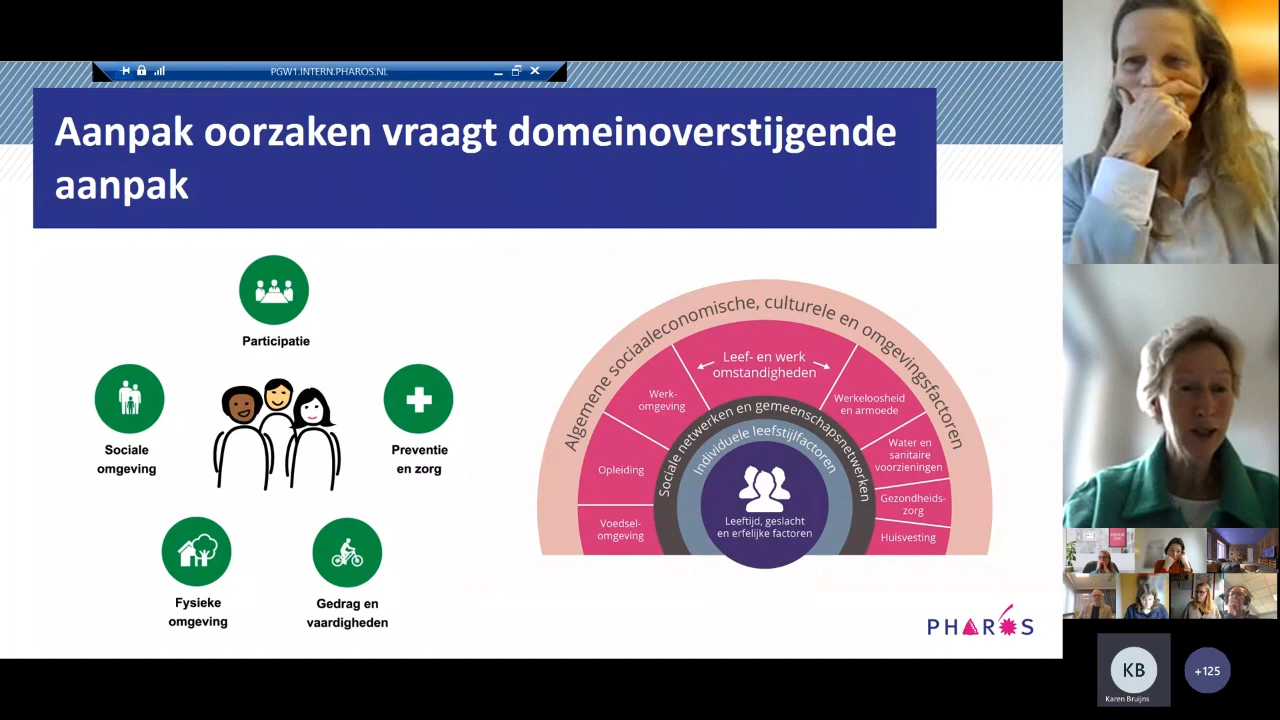 PGW1.INTERN.PHAROS.NL
Aanpak oorzaken vraagt domeinoverstijgende
aanpak
Participatie
Sociale
omgeving
Preventie
en zorg
Fysieke
omgeving
Gedrag en
vaardigheden
Algemene sociaaleconomische, culturele en omgevingsfactoren
Leef- en werk
omstandigheden
Werk-
omgeving
Werkeloosheid
en armoede
Opleiding
Water en
sanitaire
voorzieningen
Voedsel-
omgeving
Gezondheids-
zorg
Huisvesting
Sociale netwerken en gemeenschapsnetwerken
Individuele leefstijlfactoren
Leeftijd, geslacht
en erfelijke factoren
PHAROS
KB
Karen Bruijns
+125